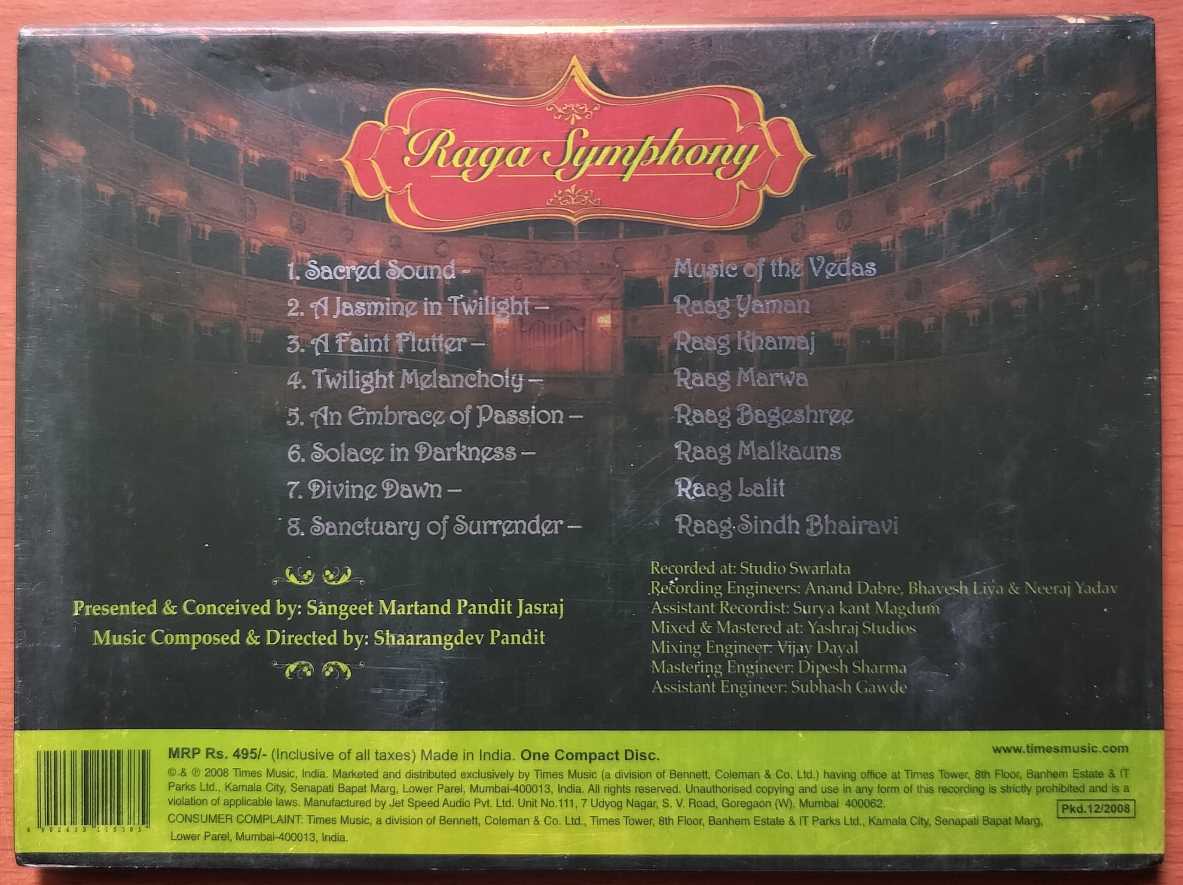 Raga Symphony
1. Sacred Sound - Music of the Vedas
2. A Jasmine in Twilight – Raag Yaman
3. A Faint Flutter – Raag Khamaj
4. Twilight Melancholy – Raag Marwa
5. An Embrace of Passion – Raag Bageshree
6. Solace in Darkness – Raag Malkauns
7. Divine Dawn – Raag Lalit
8. Sanctuary of Surrender – Raag Sindh Bhairavi
Presented & Conceived by: Sangeet Martand Pandit Jasraj
Music Composed & Directed by: Shaarangdev Pandit
Recorded at: Studio Swarlata
Recording Engineers: Anand Dabre, Bhavesh Liya & Neeraj Yadav
Assistant Recordist: Surya kant Magdum
Mixed & Mastered at: Yashraj Studios
Mixing Engineer: Vijay Dayal
Mastering Engineer: Dipesh Sharma
Assistant Engineer: Subhash Gawde
MRP Rs. 495/- (Inclusive of all taxes) Made in India. One Compact Disc.
www.timesmusic.com
© & ℗ 2008 Times Music, India. Marketed and distributed exclusively by Times Music (a division of Bennett, Coleman & Co. Ltd.) having office at Times Tower, 8th Floor, Banhem Estate & IT
Parks Ltd., Kamala City, Senapati Bapat Marg, Lower Parel, Mumbai-400013, India. All rights reserved. Unauthorised copying and use in any form of this recording is strictly prohibited and is a
violation of applicable laws. Manufactured by Jet Speed Audio Pvt. Ltd. Unit No.111, 7 Udyog Nagar, S. V. Road, Goregaon (W). Mumbai 400062.
Pkd.12/2008
CONSUMER COMPLAINT: Times Music, a division of Bennett, Coleman & Co. Ltd., Times Tower, 8th Floor, Banhem Estate & IT Parks Ltd., Kamala City, Senapati Bapat Marg,
Lower Parel, Mumbai-400013, India.